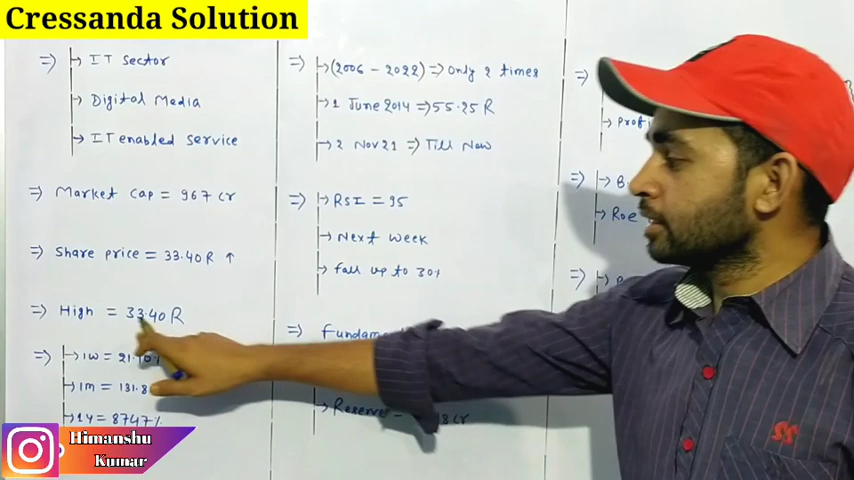 Cressanda Solution
=> IT Sector
Digital Media
IT enabled service
=> Market Cap = 967 Cr
=> Share price = 33.40 R ↑
=> High = 33.40 R
=> 1W = 21.10%
1m = 131.8
1Y = 8747%
=> (2006 - 2022) => Only 2 times
1 June 2014 => 55.25 R
2 Nov 21 => Till Now
=> RSI = 95
Next week
fall up to 30%
=> Fundam
Reserve
=> Profi
=> B
Roe
=>
Himanshu
Kumar
SS